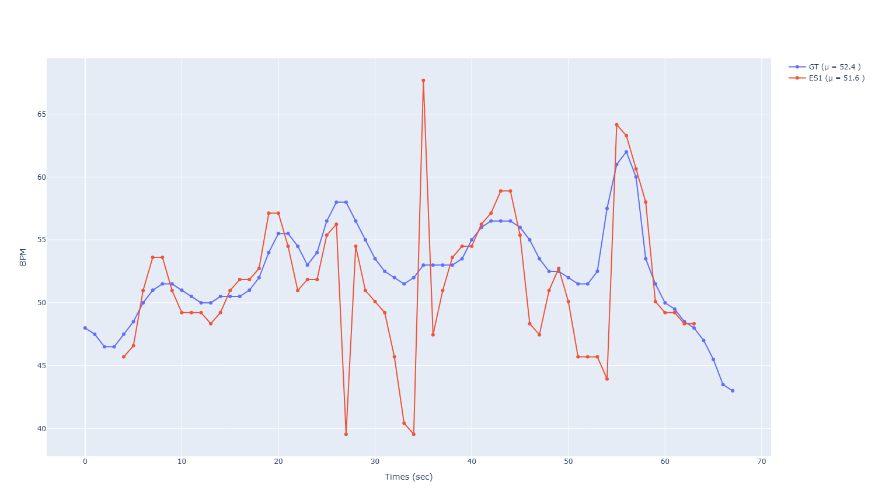 GT (μ = 52.4 )
ES1 (μ = 51.6 )
65
60
55
50
45
40
BPM
0 10 20 30 40 50 60 70
Times (sec)